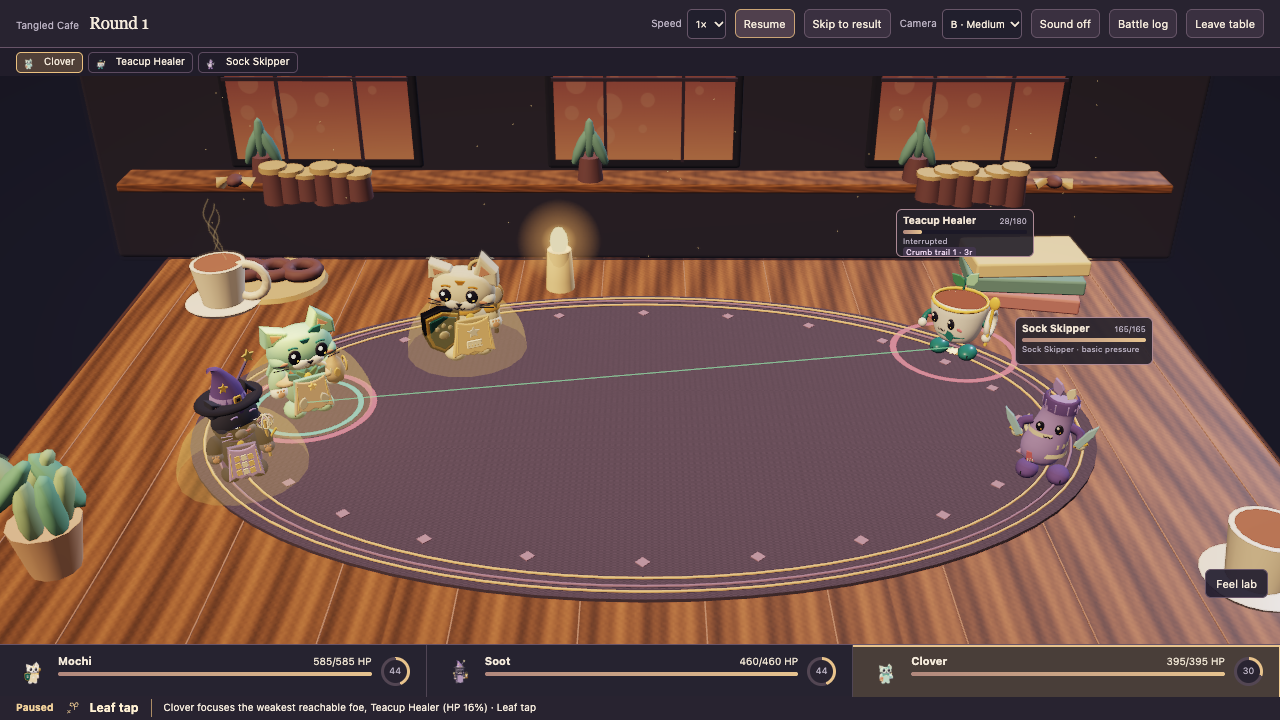 Tangled Cafe Round 1
Speed 1x Resume Skip to result Camera B · Medium Sound off Battle log Leave table
Clover Teacup Healer Sock Skipper
Teacup Healer 28/180
Interrupted
Crumb trail 1 · 3r
Sock Skipper 165/165
Sock Skipper · basic pressure
Feel lab
Mochi 585/585 HP 44
Soot 460/460 HP 44
Clover 395/395 HP 30
Paused Leaf tap Clover focuses the weakest reachable foe, Teacup Healer (HP 16%) · Leaf tap